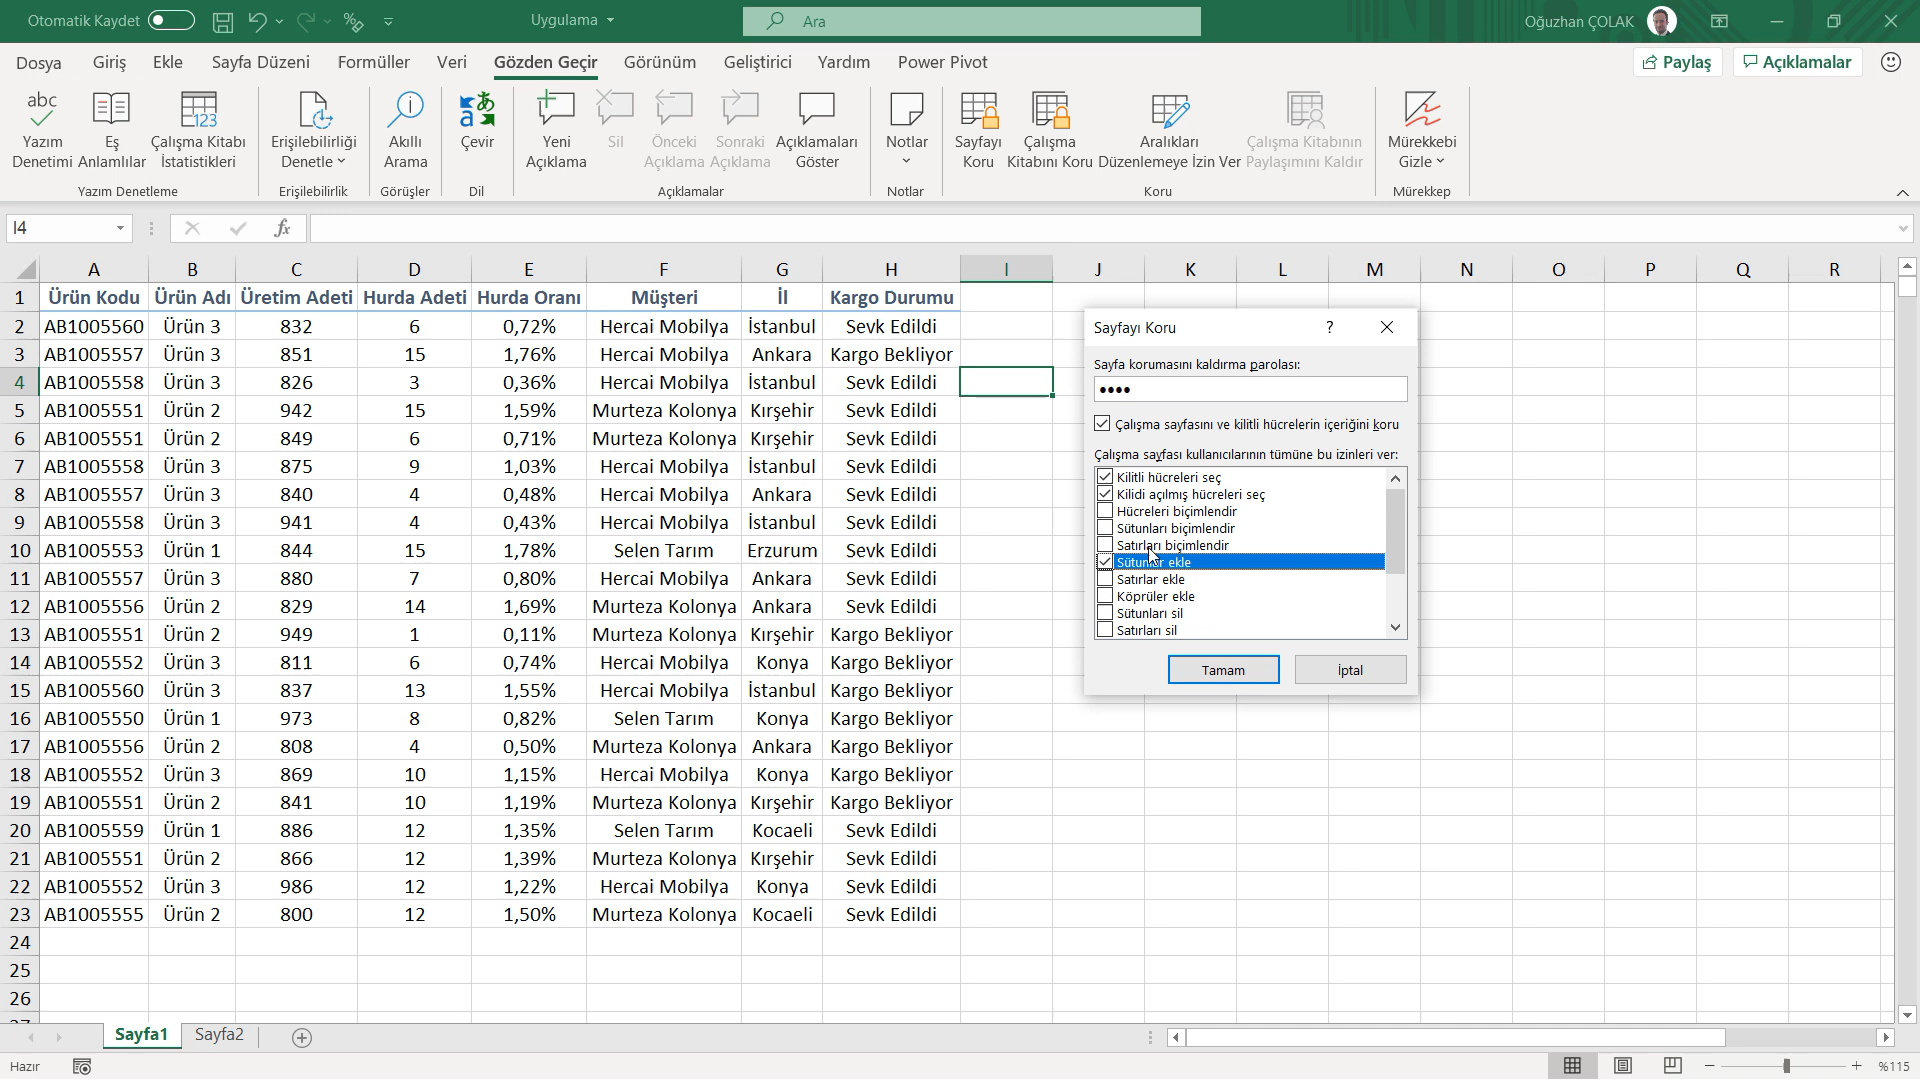 Otomatik Kaydet
Uygulama
Ara
Oğuzhan ÇOLAK
Dosya Giriş Ekle Sayfa Düzeni Formüller Veri Gözden Geçir Görünüm Geliştirici Yardım Power Pivot
Paylaş
Açıklamalar
abc
Yazım Denetimi
Eş Anlamlılar
123
Çalışma Kitabı İstatistikleri
Yazım Denetleme
Erişilebilirliği Denetle
Erişilebilirlik
Akıllı Arama
Görüşler
Çevir
Dil
Yeni Açıklama
Sil
Önceki Açıklama
Sonraki Açıklama
Açıklamaları Göster
Açıklamalar
Notlar
Notlar
Sayfayı Koru
Çalışma Kitabını Koru
Aralıkları Düzenlemeye İzin Ver
Çalışma Kitabının Paylaşımını Kaldır
Koru
Mürekkebi Gizle
Mürekkep
I4
fx
A B C D E F G H I J K L M N O P Q R
1 Ürün Kodu Ürün Adı Üretim Adeti Hurda Adeti Hurda Oranı Müşteri İl Kargo Durumu
2 AB1005560 Ürün 3 832 6 0,72% Hercai Mobilya İstanbul Sevk Edildi
3 AB1005557 Ürün 3 851 15 1,76% Hercai Mobilya Ankara Kargo Bekliyor
4 AB1005558 Ürün 3 826 3 0,36% Hercai Mobilya İstanbul Sevk Edildi
5 AB1005551 Ürün 2 942 15 1,59% Murteza Kolonya Kırşehir Sevk Edildi
6 AB1005551 Ürün 2 849 6 0,71% Murteza Kolonya Kırşehir Sevk Edildi
7 AB1005558 Ürün 3 875 9 1,03% Hercai Mobilya İstanbul Sevk Edildi
8 AB1005557 Ürün 3 840 4 0,48% Hercai Mobilya Ankara Sevk Edildi
9 AB1005558 Ürün 3 941 4 0,43% Hercai Mobilya İstanbul Sevk Edildi
10 AB1005553 Ürün 1 844 15 1,78% Selen Tarım Erzurum Sevk Edildi
11 AB1005557 Ürün 3 880 7 0,80% Hercai Mobilya Ankara Sevk Edildi
12 AB1005556 Ürün 2 829 14 1,69% Murteza Kolonya Ankara Sevk Edildi
13 AB1005551 Ürün 2 949 1 0,11% Murteza Kolonya Kırşehir Kargo Bekliyor
14 AB1005552 Ürün 3 811 6 0,74% Hercai Mobilya Konya Kargo Bekliyor
15 AB1005560 Ürün 3 837 13 1,55% Hercai Mobilya İstanbul Kargo Bekliyor
16 AB1005550 Ürün 1 973 8 0,82% Selen Tarım Konya Kargo Bekliyor
17 AB1005556 Ürün 2 808 4 0,50% Murteza Kolonya Ankara Kargo Bekliyor
18 AB1005552 Ürün 3 869 10 1,15% Hercai Mobilya Konya Kargo Bekliyor
19 AB1005551 Ürün 2 841 10 1,19% Murteza Kolonya Kırşehir Kargo Bekliyor
20 AB1005559 Ürün 1 886 12 1,35% Selen Tarım Kocaeli Sevk Edildi
21 AB1005551 Ürün 2 866 12 1,39% Murteza Kolonya Kırşehir Sevk Edildi
22 AB1005552 Ürün 3 986 12 1,22% Hercai Mobilya Konya Sevk Edildi
23 AB1005555 Ürün 2 800 12 1,50% Murteza Kolonya Kocaeli Sevk Edildi
24
25
26
Sayfayı Koru
?
Sayfa korumasını kaldırma parolası:
••••
Çalışma sayfasını ve kilitli hücrelerin içeriğini koru
Çalışma sayfası kullanıcılarının tümüne bu izinleri ver:
Kilitli hücreleri seç
Kilidi açılmış hücreleri seç
Hücreleri biçimlendir
Sütunları biçimlendir
Satırları biçimlendir
Sütunlar ekle
Satırlar ekle
Köprüler ekle
Sütunları sil
Satırları sil
Tamam
İptal
Sayfa1
Sayfa2
Hazır
%115